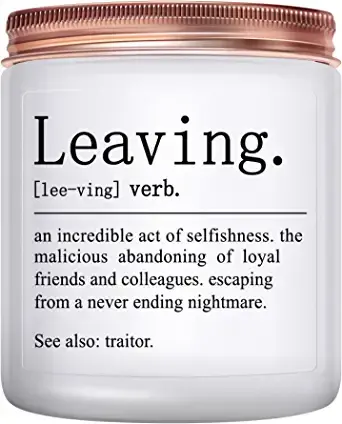 Leaving.
[lee-ving] verb.
an incredible act of selfishness. the
malicious abandoning of loyal
friends and colleagues. escaping
from a never ending nightmare.
See also: traitor.